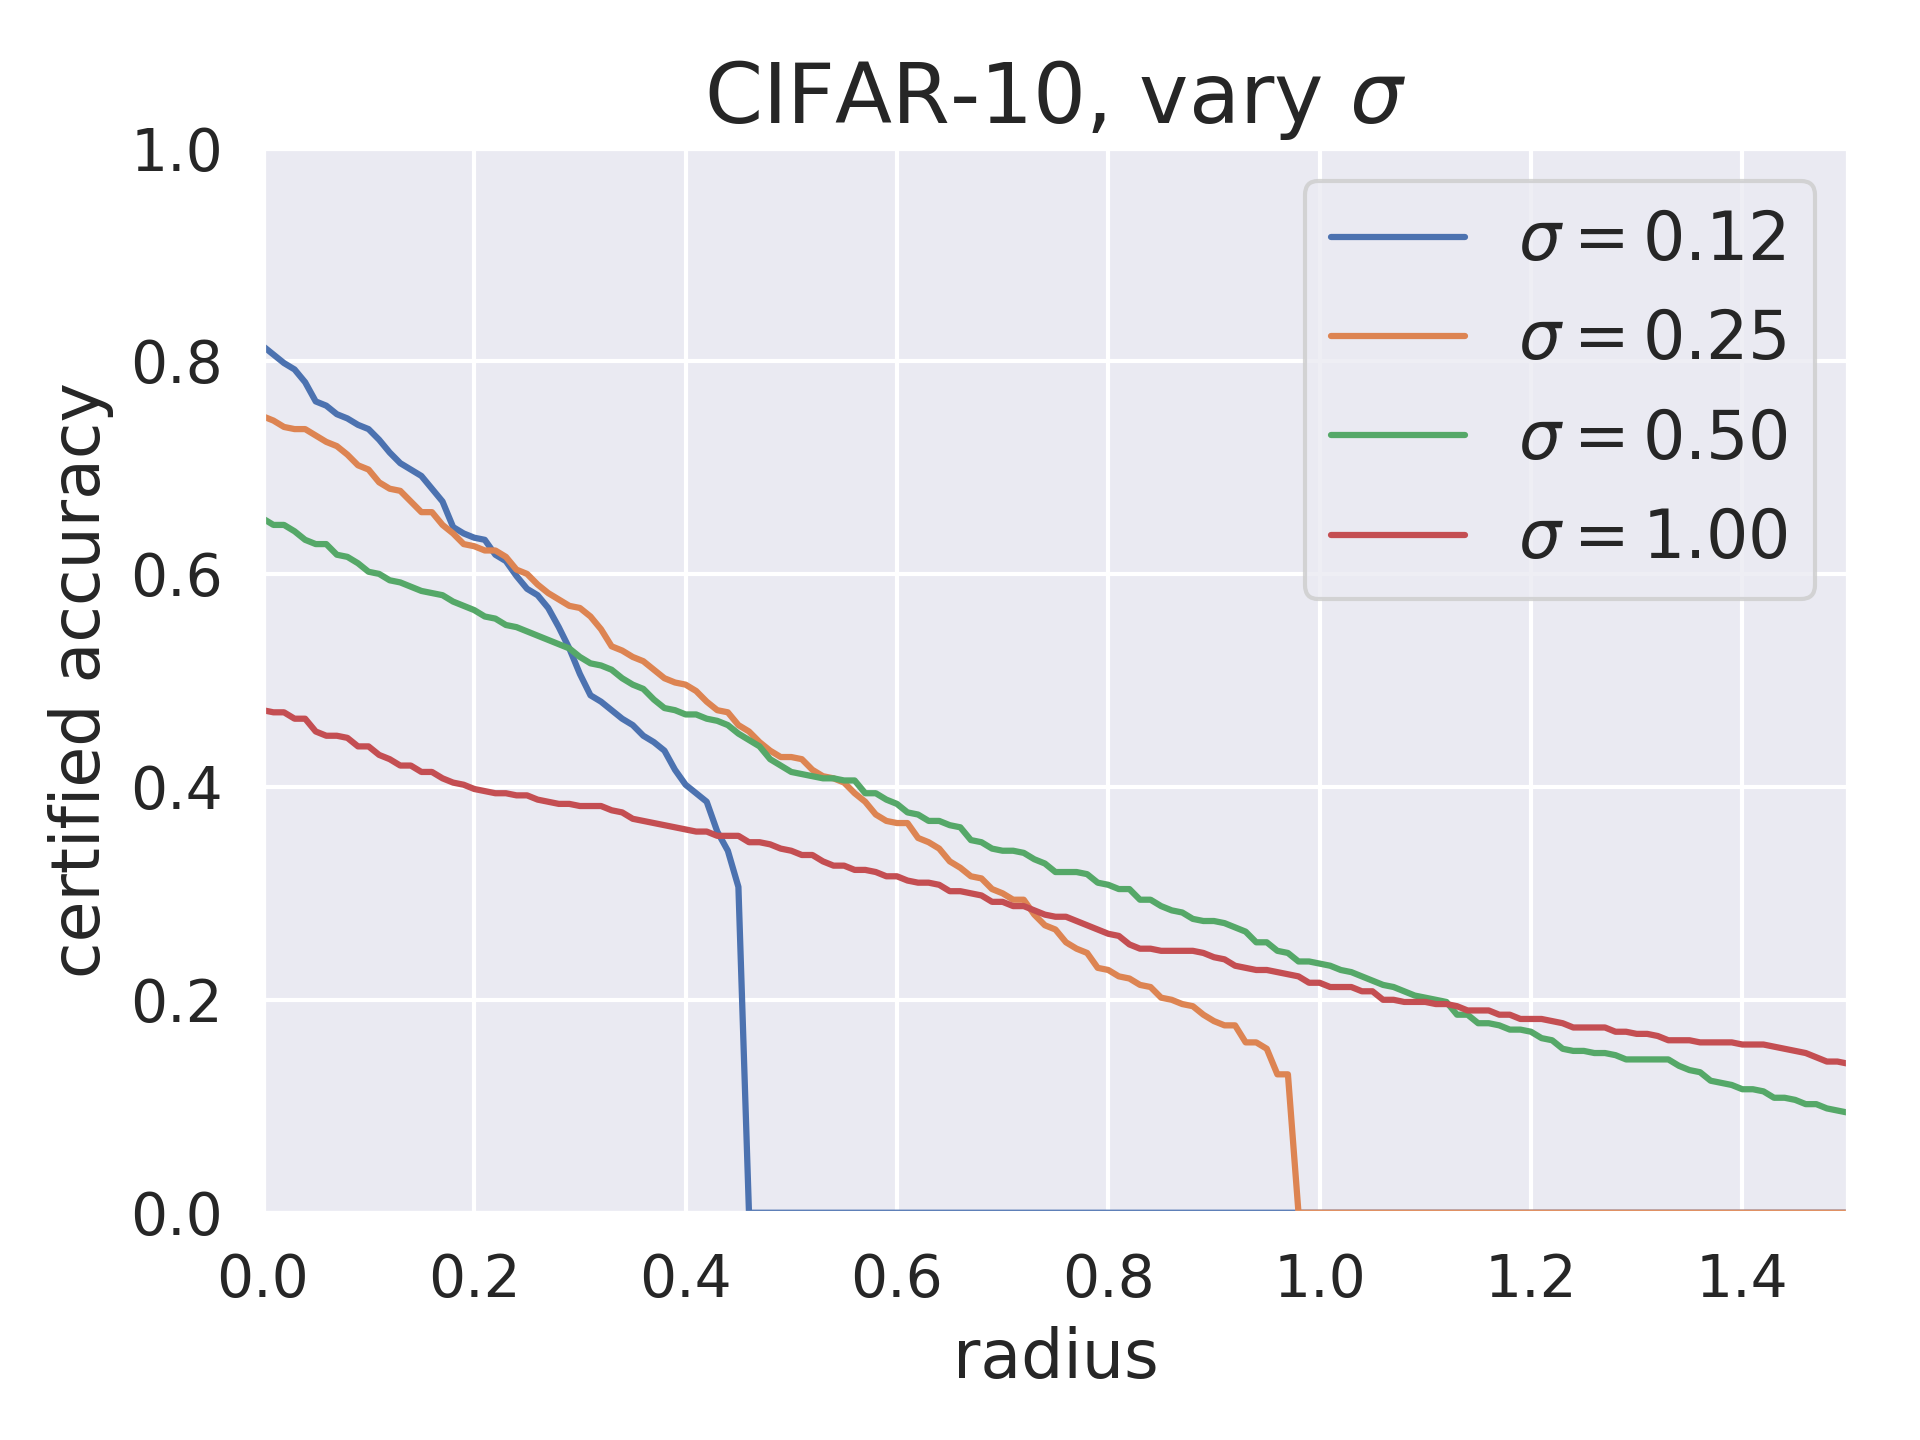 CIFAR-10, vary σ
1.0
0.8
0.6
0.4
0.2
0.0
certified accuracy
σ = 0.12
σ = 0.25
σ = 0.50
σ = 1.00
0.0 0.2 0.4 0.6 0.8 1.0 1.2 1.4
radius